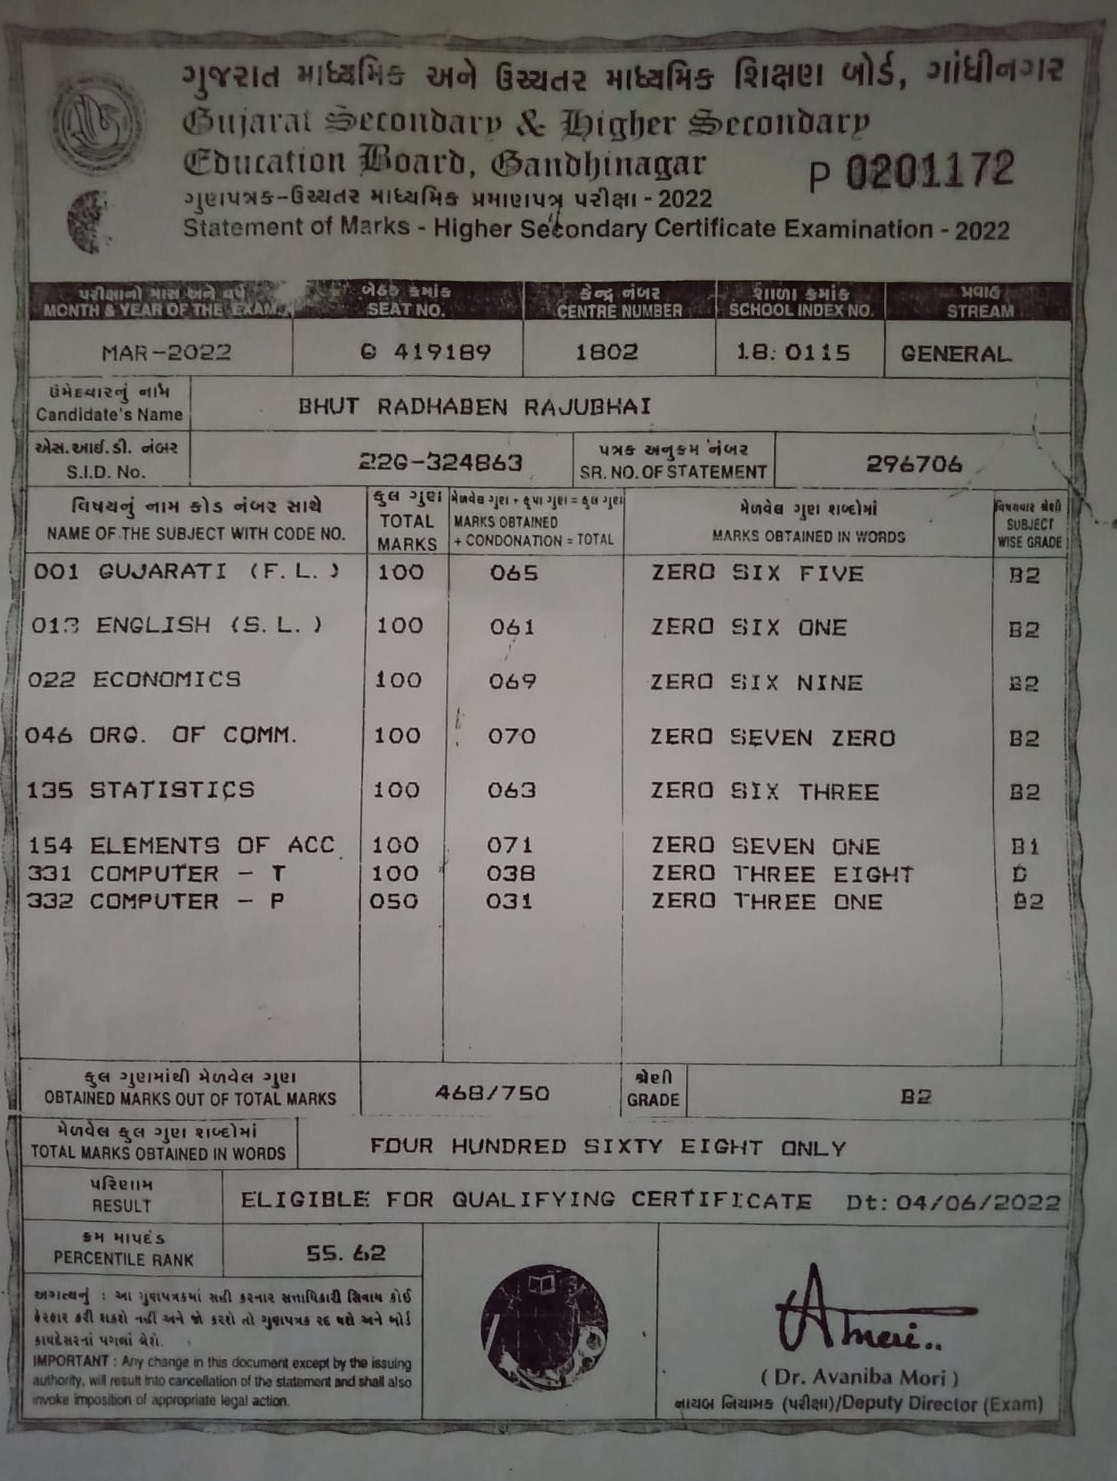 ગુજરાત માધ્યમિક અને ઉચ્ચતર માધ્યમિક શિક્ષણ બોર્ડ, ગાંધીનગર
Gujarat Secondary & Higher Secondary
Education Board, Gandhinagar
P 0201172
ગુણપત્રક-ઉચ્ચતર માધ્યમિક પ્રમાણપત્ર પરીક્ષા - 2022
Statement of Marks - Higher Secondary Certificate Examination - 2022
પરીક્ષાનો માસ અને વર્ષ બેઠક ક્રમાંક કેન્દ્ર નંબર શાળા ક્રમાંક પ્રવાહ
MONTH & YEAR OF THE EXAM. SEAT NO. CENTRE NUMBER SCHOOL INDEX NO. STREAM
MAR-2022 G 419189 1802 18.0115 GENERAL
ઉમેદવારનું નામ
Candidate's Name BHUT RADHABEN RAJUBHAI
એસ.આઈ.ડી. નંબર પત્રક અનુક્રમ નંબર
S.I.D. No. 22G-324863 SR. NO. OF STATEMENT 296706
વિષયનું નામ કોડ નંબર સાથે કુલ ગુણ મેળવેલ ગુણ + કૃપા ગુણ = કુલ ગુણ મેળવેલ ગુણ શબ્દોમાં વિષયવાર શ્રેણી
NAME OF THE SUBJECT WITH CODE NO. TOTAL MARKS MARKS OBTAINED + CONDONATION = TOTAL MARKS OBTAINED IN WORDS SUBJECT WISE GRADE
001 GUJARATI (F. L. ) 100 065 ZERO SIX FIVE B2
013 ENGLISH (S. L. ) 100 061 ZERO SIX ONE B2
022 ECONOMICS 100 069 ZERO SIX NINE B2
046 ORG. OF COMM. 100 070 ZERO SEVEN ZERO B2
135 STATISTICS 100 063 ZERO SIX THREE B2
154 ELEMENTS OF ACC 100 071 ZERO SEVEN ONE B1
331 COMPUTER - T 100 038 ZERO THREE EIGHT D
332 COMPUTER - P 050 031 ZERO THREE ONE B2
કુલ ગુણમાંથી મેળવેલ ગુણ શ્રેણી
OBTAINED MARKS OUT OF TOTAL MARKS 468/750 GRADE B2
મેળવેલ કુલ ગુણ શબ્દોમાં
TOTAL MARKS OBTAINED IN WORDS FOUR HUNDRED SIXTY EIGHT ONLY
પરિણામ
RESULT ELIGIBLE FOR QUALIFYING CERTIFICATE Dt: 04/06/2022
ક્રમ માપદંડ
PERCENTILE RANK 55.62
અગત્યનું : આ ગુણપત્રકમાં સહી કરનાર સત્તાધિકારી સિવાય કોઈ
ફેરફાર કરી શકશે નહીં અને જો કરશે તો ગુણપત્રક રદ થશે અને બોર્ડ
કાયદેસરનાં પગલાં લેશે.
IMPORTANT : Any change in this document except by the issuing
authority, will result into cancellation of the statement and shall also
invoke imposition of appropriate legal action.
( Dr. Avaniba Mori )
નાયબ નિયામક (પરીક્ષા)/Deputy Director (Exam)